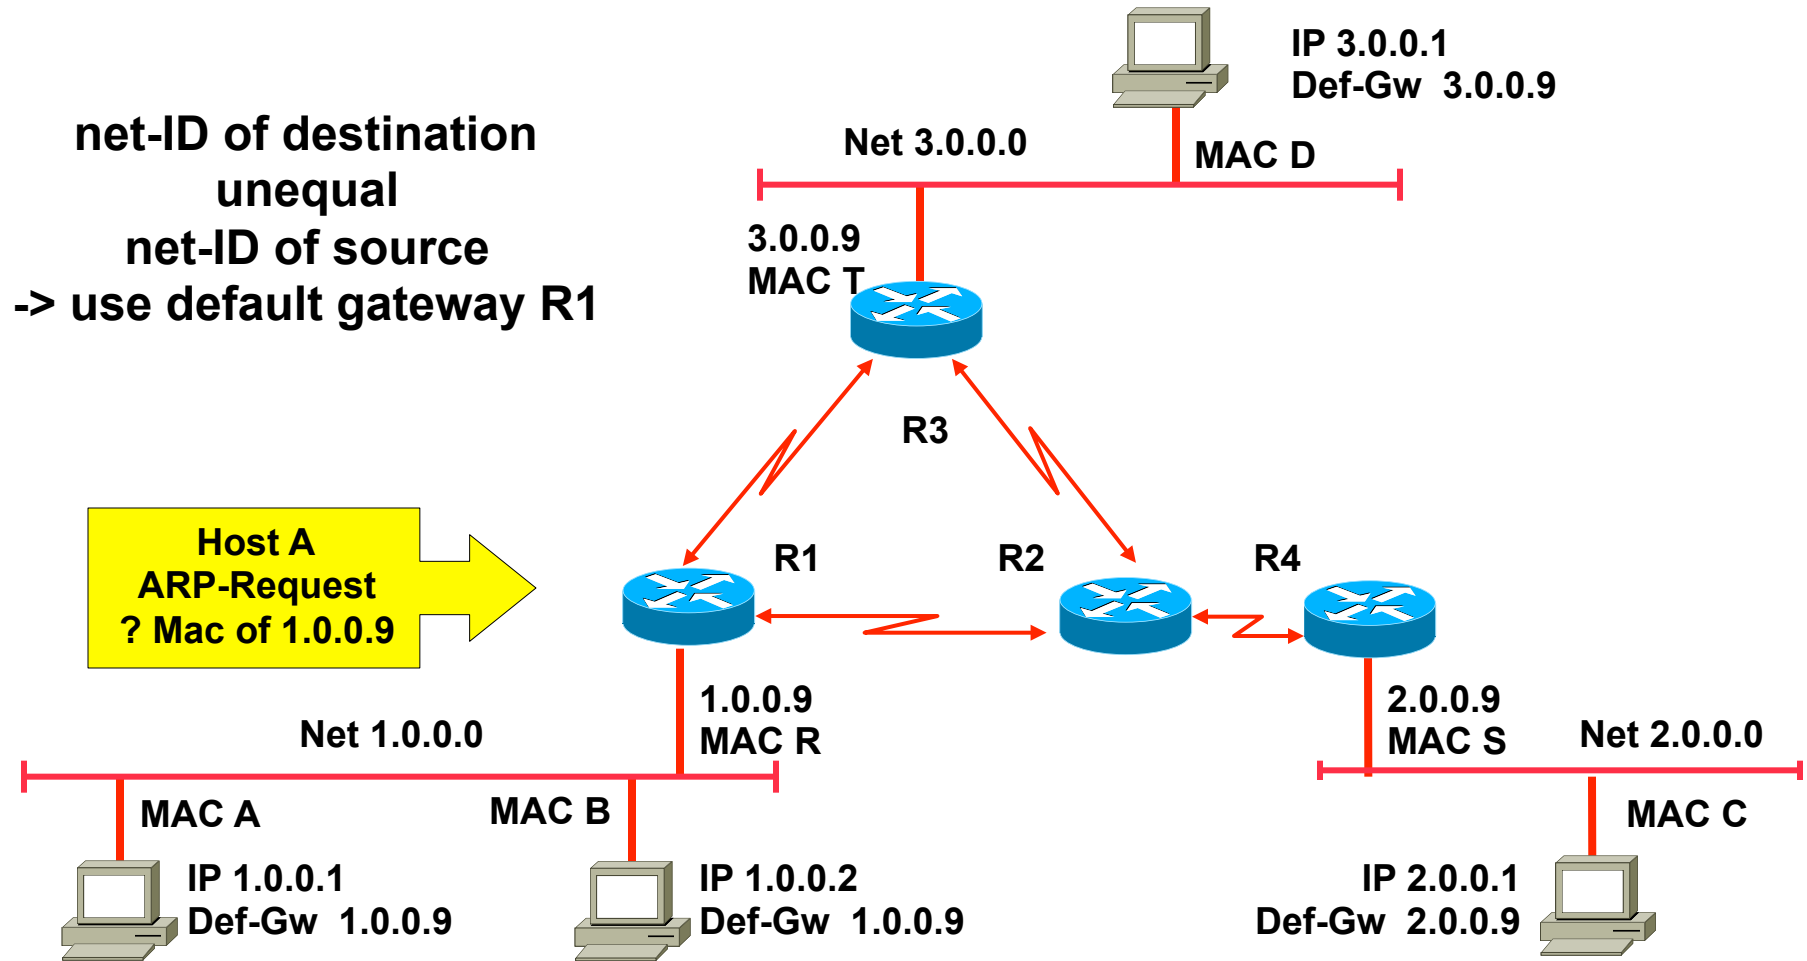 net-ID of destination
unequal
net-ID of source
-> use default gateway R1
IP 3.0.0.1
Def-Gw 3.0.0.9
Net 3.0.0.0
MAC D
3.0.0.9
MAC T
R3
Host A
ARP-Request
? Mac of 1.0.0.9
R1
R2
R4
1.0.0.9
MAC R
Net 1.0.0.0
2.0.0.9
MAC S
Net 2.0.0.0
MAC A
MAC B
MAC C
IP 1.0.0.1
Def-Gw 1.0.0.9
IP 1.0.0.2
Def-Gw 1.0.0.9
IP 2.0.0.1
Def-Gw 2.0.0.9